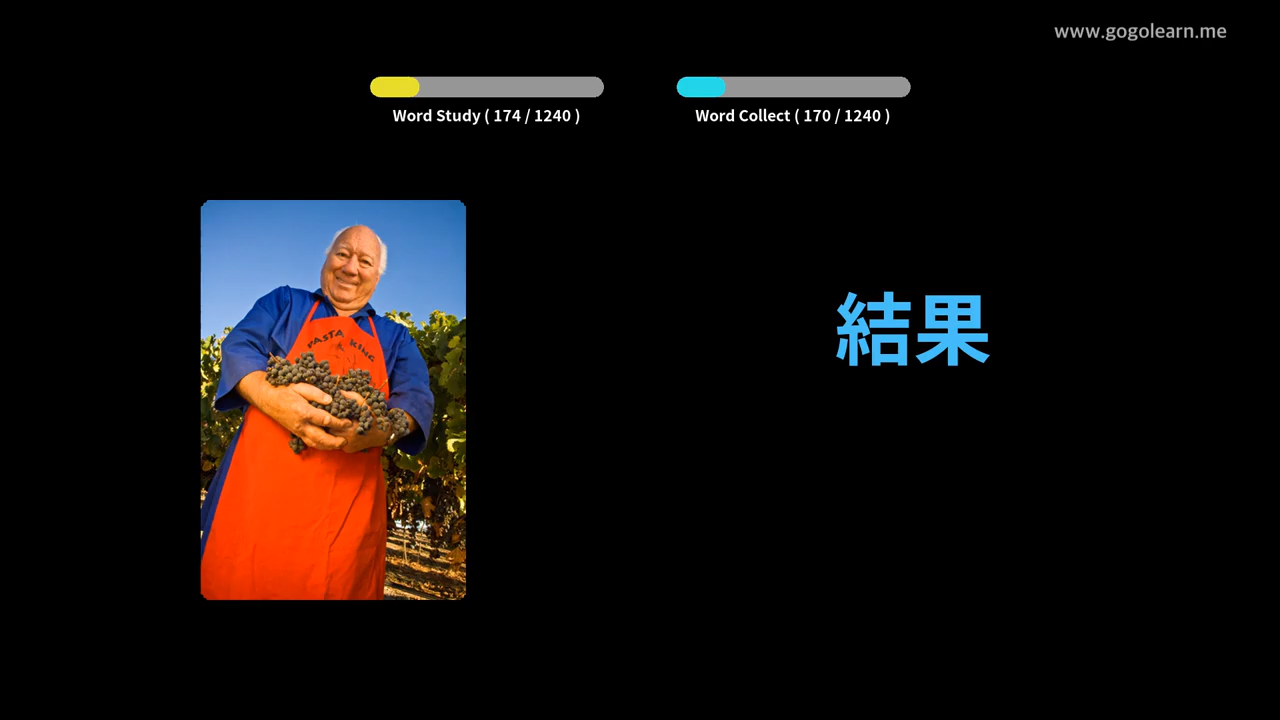 www.gogolearn.me
Word Study ( 174 / 1240 )
Word Collect ( 170 / 1240 )
PASTA KING
結果